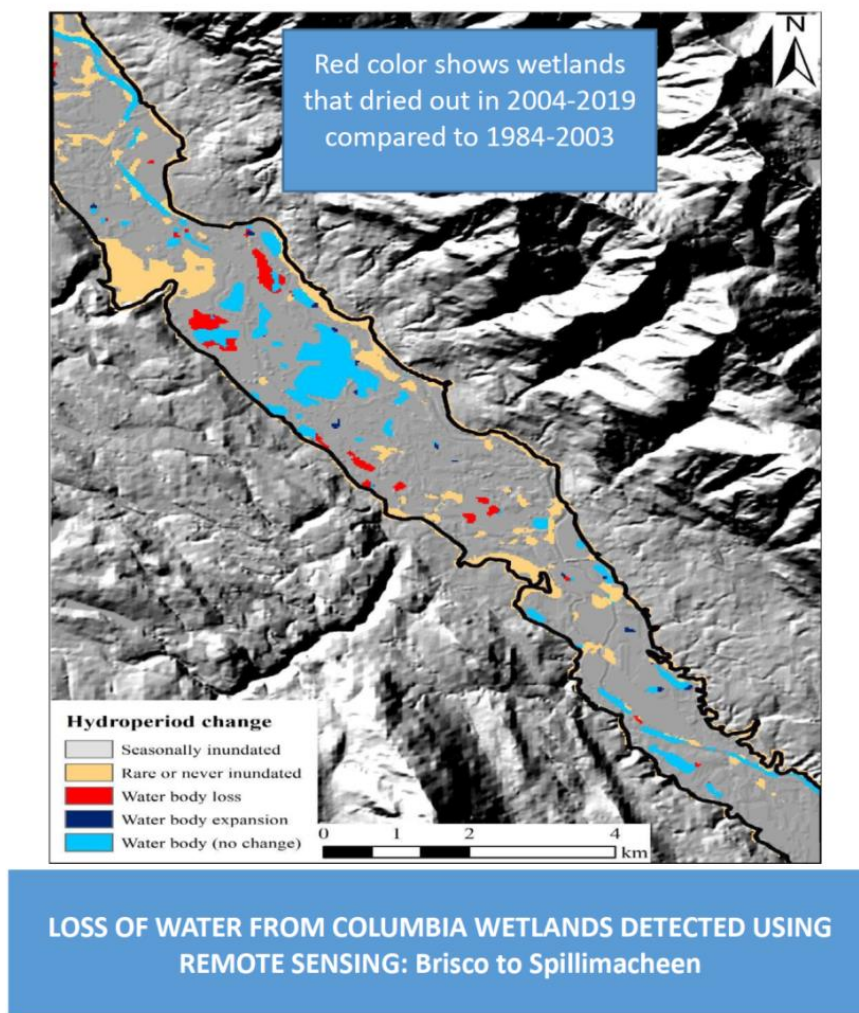 N
Red color shows wetlands
that dried out in 2004-2019
compared to 1984-2003
Hydroperiod change
Seasonally inundated
Rare or never inundated
Water body loss
Water body expansion
Water body (no change)
0 1 2 4
km
LOSS OF WATER FROM COLUMBIA WETLANDS DETECTED USING
REMOTE SENSING: Brisco to Spillimacheen